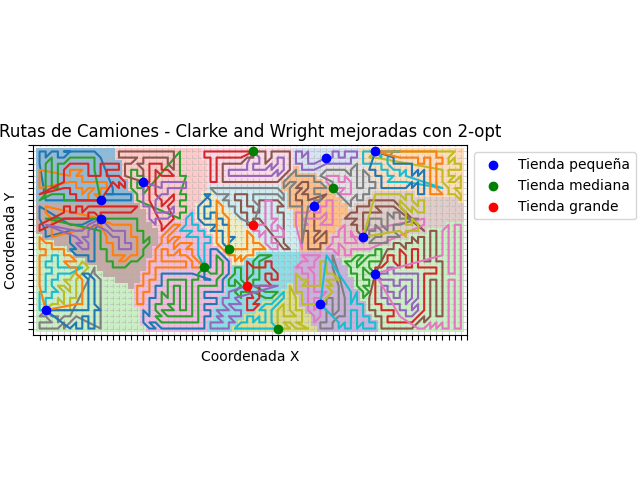 Rutas de Camiones - Clarke and Wright mejoradas con 2-opt
Tienda pequeña
Tienda mediana
Tienda grande
Coordenada Y
Coordenada X